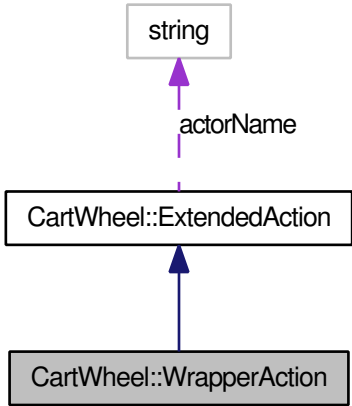 string
actorName
CartWheel::ExtendedAction
CartWheel::WrapperAction